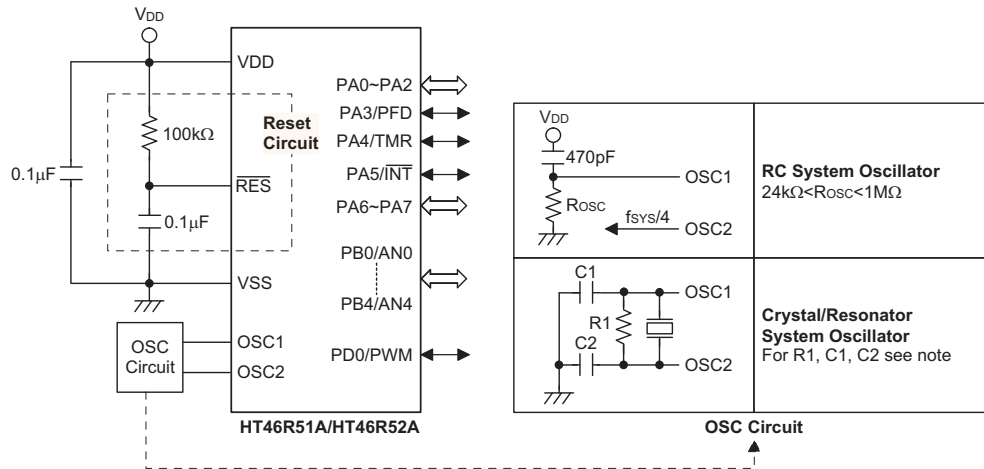 VDD
VDD
PA0~PA2
PA3/PFD
Reset
Circuit
100kΩ
PA4/TMR
0.1μF
RES
PA5/INT
PA6~PA7
0.1μF
PB0/AN0
VSS
PB4/AN4
OSC
Circuit
OSC1
OSC2
PD0/PWM
HT46R51A/HT46R52A
VDD
470pF
OSC1
ROSC
fSYS/4
OSC2
RC System Oscillator
24kΩ<ROSC<1MΩ
C1
OSC1
R1
C2
OSC2
Crystal/Resonator
System Oscillator
For R1, C1, C2 see note
OSC Circuit